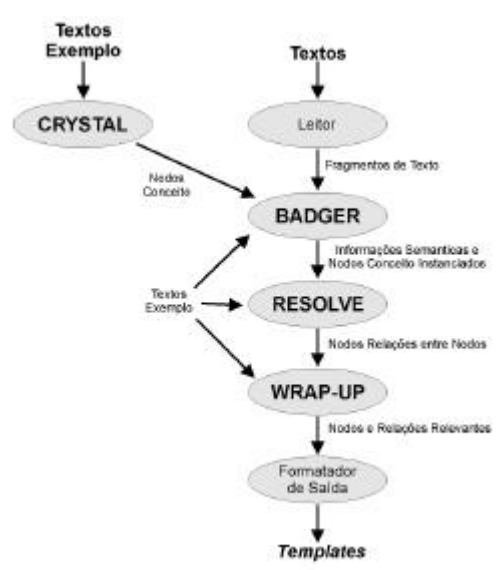 Textos
Exemplo
Textos
CRYSTAL
Leitor
Fragmentos de Texto
Nodos
Conceito
BADGER
Informações Semanticas e
Nodos Conceito Instanciados
Textos
Exemplo
RESOLVE
Nodos Relações entre Nodos
WRAP-UP
Nodos e Relações Relevantes
Formatador
de Saída
Templates